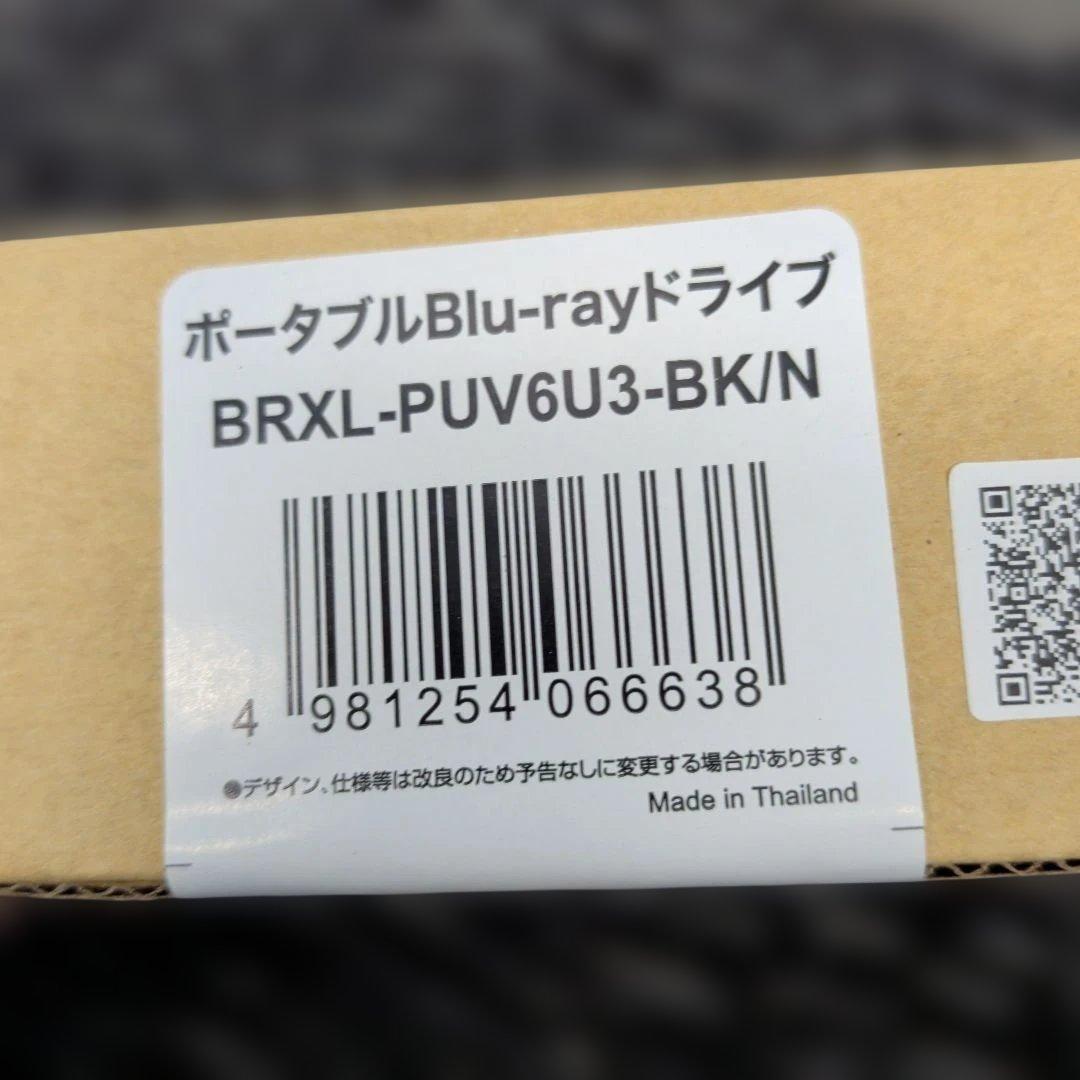 ポータブルBlu-rayドライブ
BRXL-PUV6U3-BK/N
4 981254 066638
●デザイン、仕様等は改良のため予告なしに変更する場合があります。
Made in Thailand